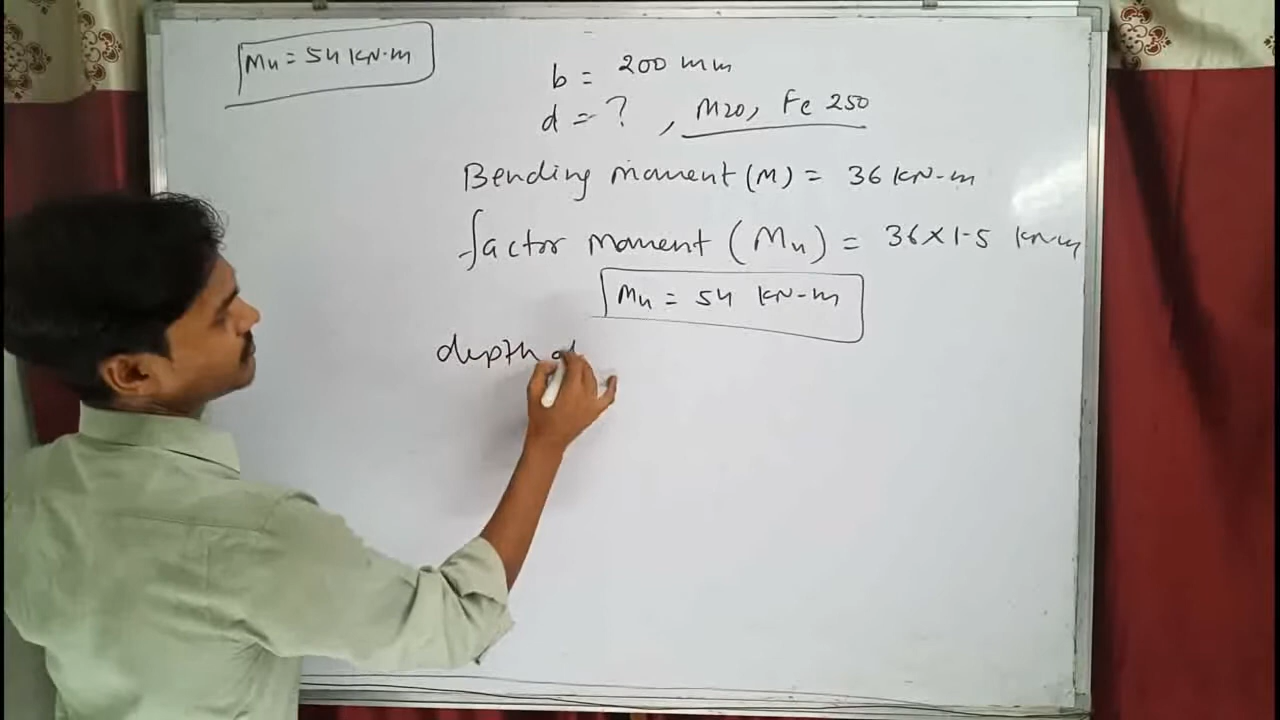 Mu = 54 KN·m
b = 200 mm
d = ? , M20, Fe 250
Bending moment (M) = 36 KN-m
factor moment (Mu) = 36×1.5 KN-m
Mu = 54 KN-m
depth d